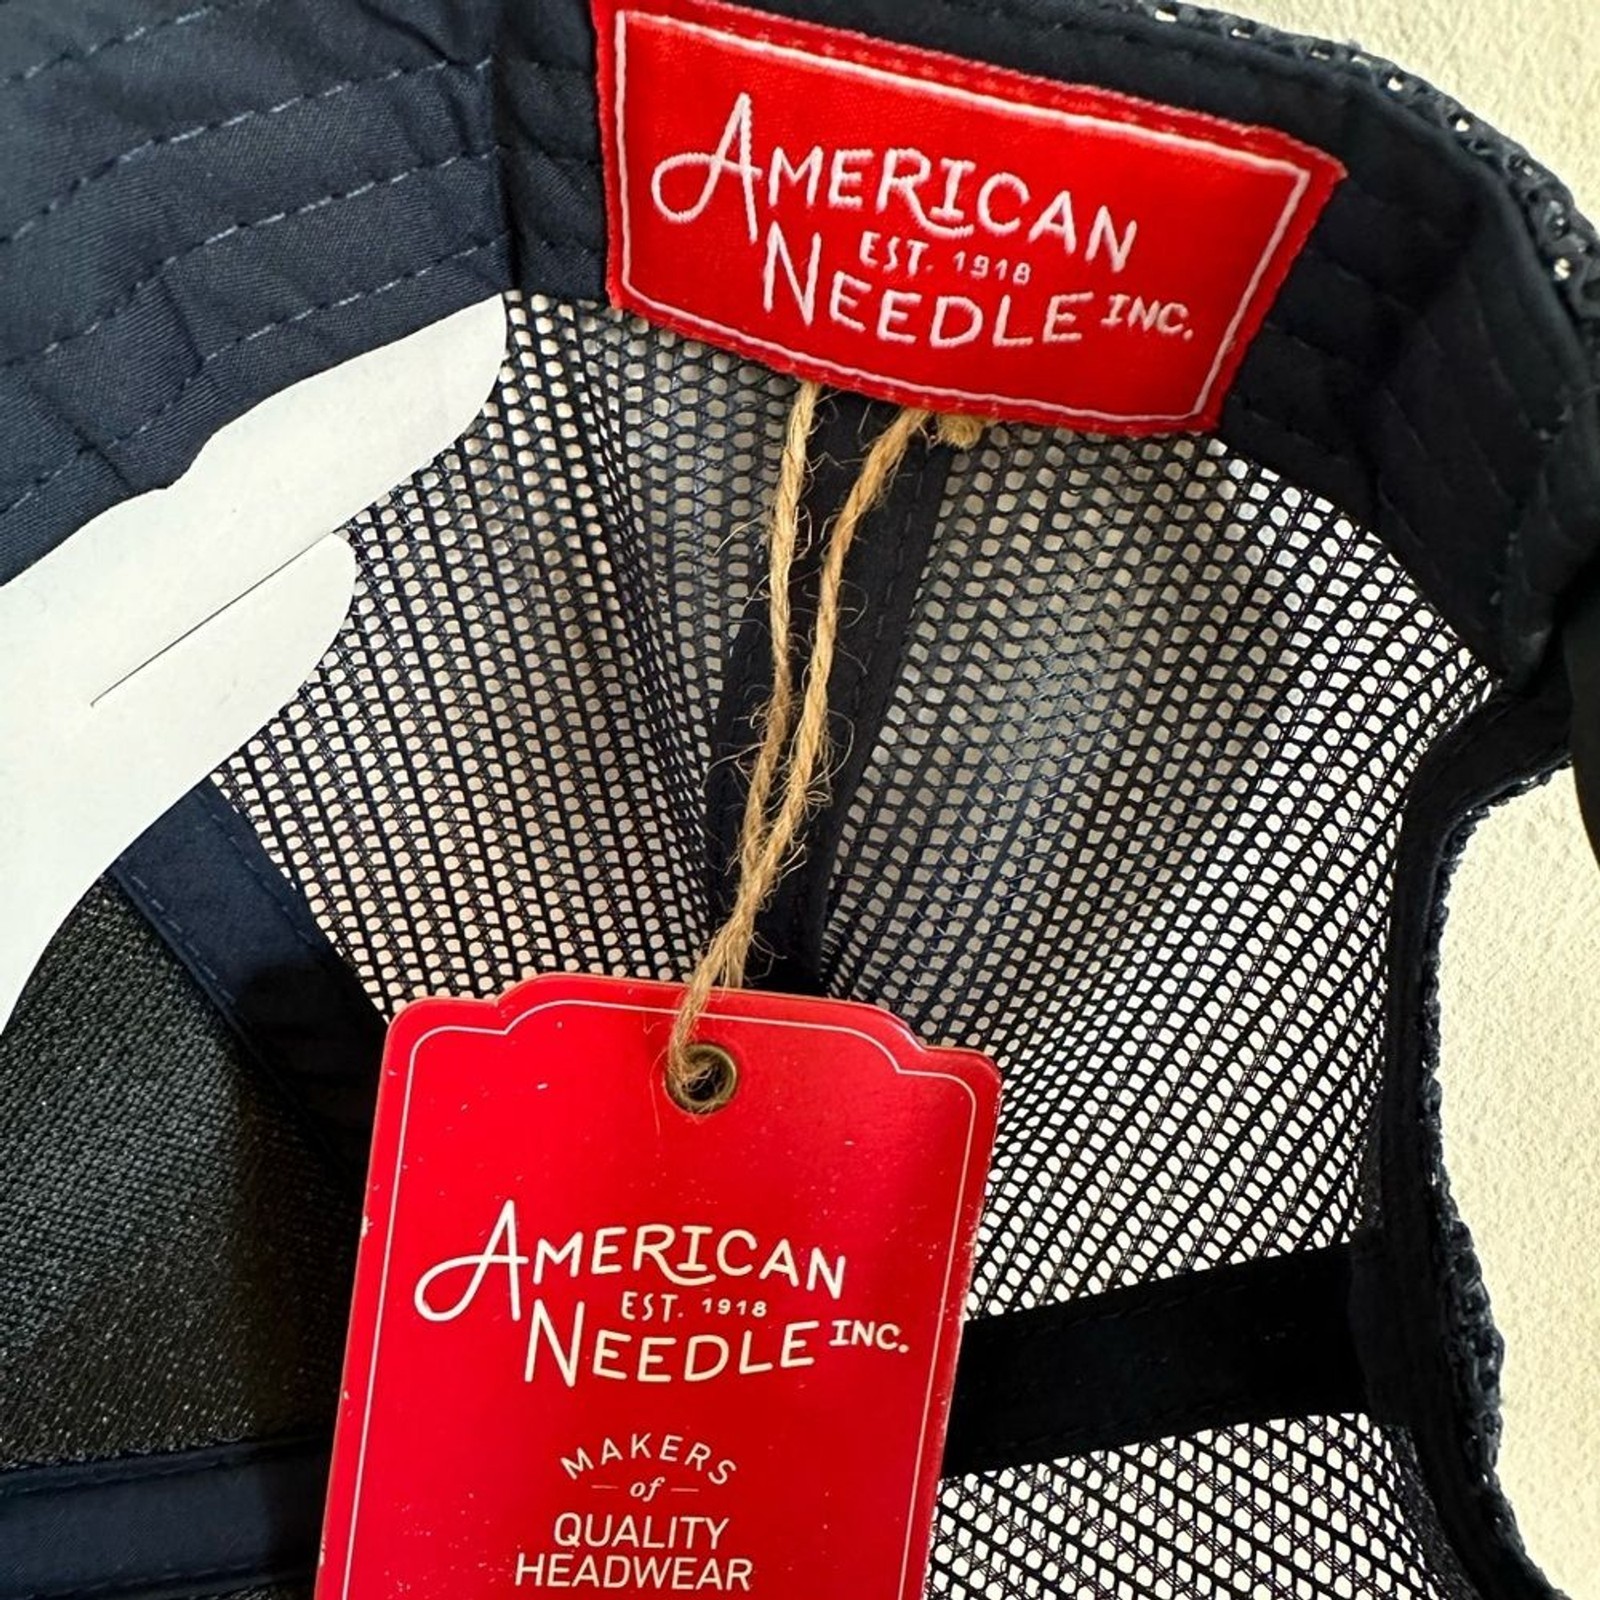 AMERICAN
EST. 1918
NEEDLE INC.
AMERICAN
EST. 1918
NEEDLE INC.
MAKERS
of
QUALITY
HEADWEAR